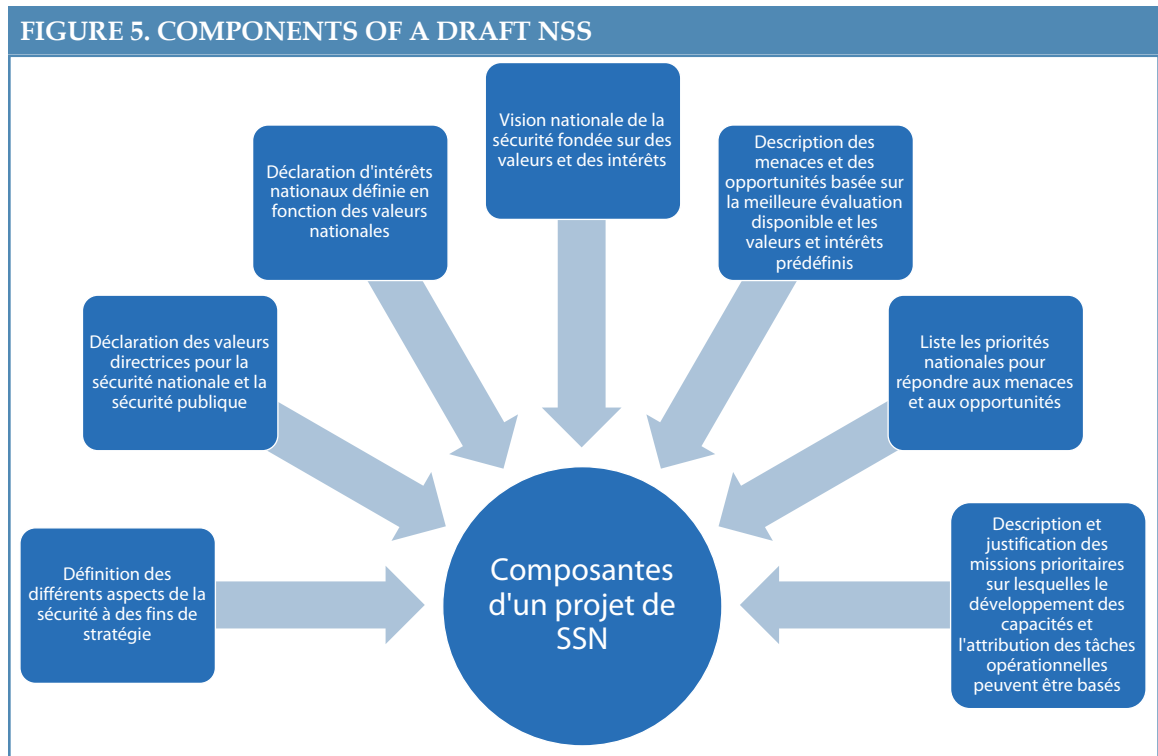 FIGURE 5. COMPONENTS OF A DRAFT NSS
Définition des
différents aspects de la
sécurité à des fins de
stratégie
Déclaration des valeurs
directrices pour la
sécurité nationale et la
sécurité publique
Déclaration d'intérêts
nationaux définie en
fonction des valeurs
nationales
Vision nationale de la
sécurité fondée sur des
valeurs et des intérêts
Description des
menaces et des
opportunités basée sur
la meilleure évaluation
disponible et les
valeurs et intérêts
prédéfinis
Liste les priorités
nationales pour
répondre aux menaces
et aux opportunités
Description et
justification des
missions prioritaires
sur lesquelles le
développement des
capacités et
l'attribution des tâches
opérationnelles
peuvent être basés
Composantes
d'un projet de
SSN